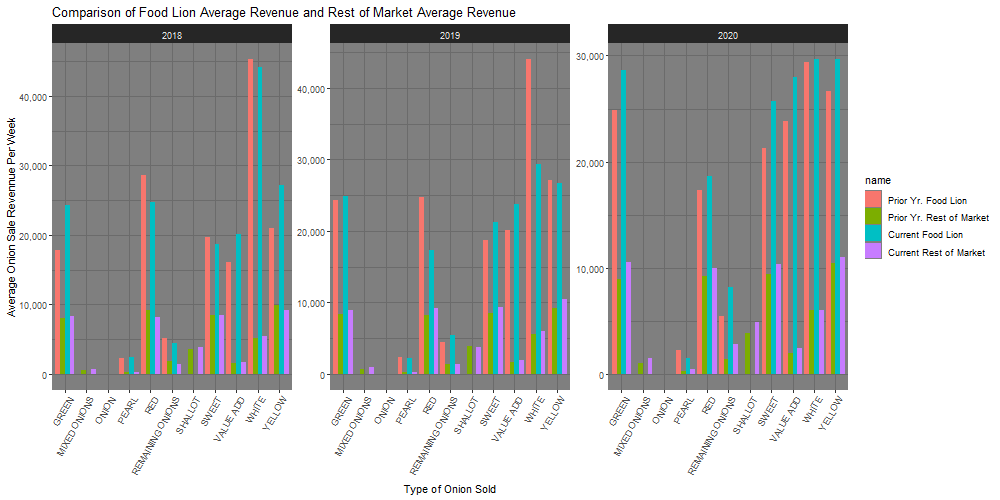 Comparison of Food Lion Average Revenue and Rest of Market Average Revenue
2018
2019
2020
Average Onion Sale Revennue Per Week
40,000
30,000
20,000
10,000
0
40,000
30,000
20,000
10,000
0
30,000
20,000
10,000
0
GREEN
MIXED ONIONS
ONION
PEARL
RED
REMAINING ONIONS
SHALLOT
SWEET
VALUE ADD
WHITE
YELLOW
GREEN
MIXED ONIONS
ONION
PEARL
RED
REMAINING ONIONS
SHALLOT
SWEET
VALUE ADD
WHITE
YELLOW
GREEN
MIXED ONIONS
ONION
PEARL
RED
REMAINING ONIONS
SHALLOT
SWEET
VALUE ADD
WHITE
YELLOW
Type of Onion Sold
name
Prior Yr. Food Lion
Prior Yr. Rest of Market
Current Food Lion
Current Rest of Market